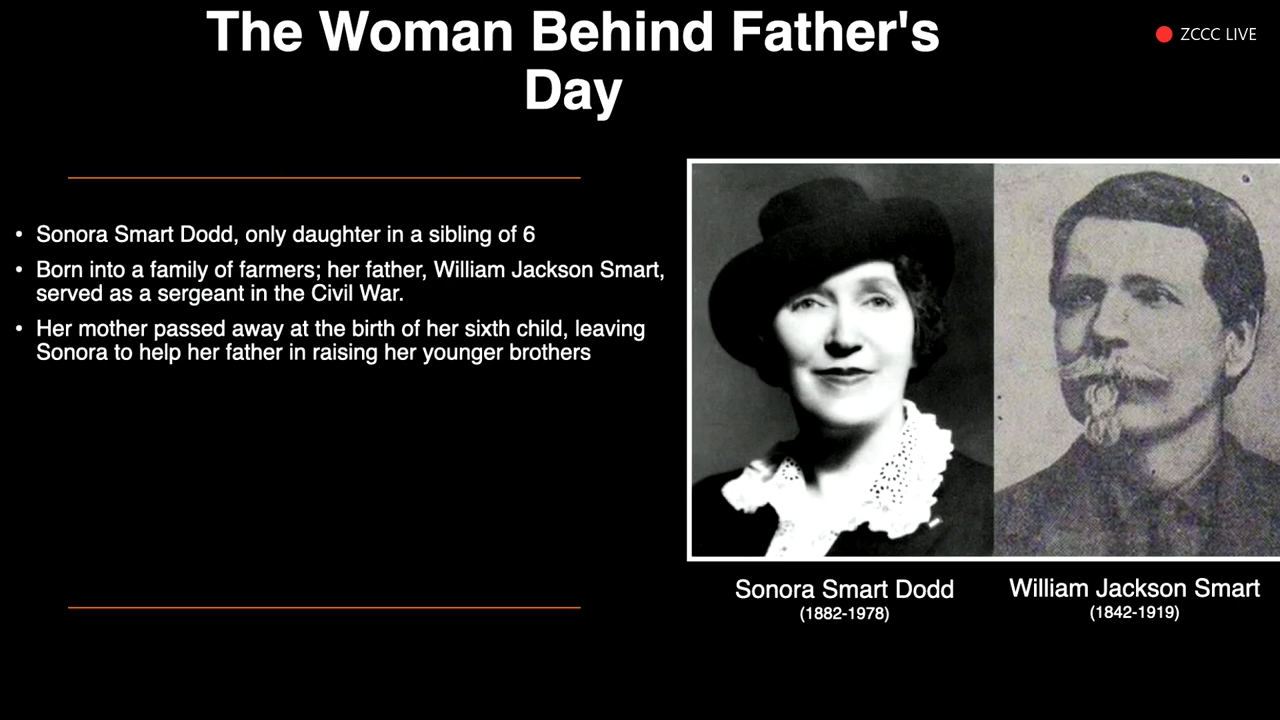 The Woman Behind Father's
Day
ZCCC LIVE
• Sonora Smart Dodd, only daughter in a sibling of 6
• Born into a family of farmers; her father, William Jackson Smart,
served as a sergeant in the Civil War.
• Her mother passed away at the birth of her sixth child, leaving
Sonora to help her father in raising her younger brothers
Sonora Smart Dodd
(1882-1978)
William Jackson Smart
(1842-1919)